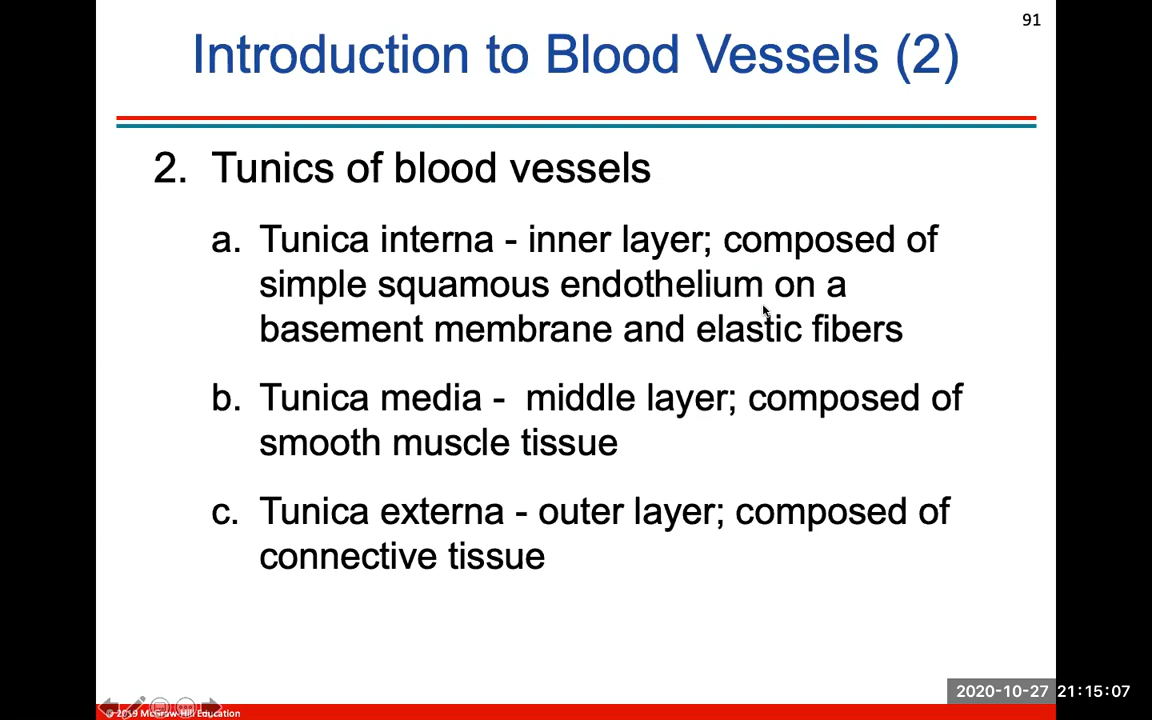 91
Introduction to Blood Vessels (2)
2. Tunics of blood vessels
a. Tunica interna - inner layer; composed of
simple squamous endothelium on a
basement membrane and elastic fibers
b. Tunica media -  middle layer; composed of
smooth muscle tissue
c. Tunica externa - outer layer; composed of
connective tissue
2020-10-27 21:15:07
© 2019 McGraw-Hill Education